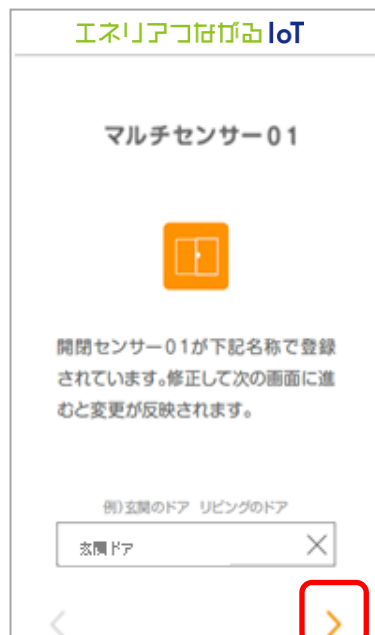 エネリアつながるIoT
マルチセンサー01
開閉センサー01が下記名称で登録
されています。修正して次の画面に進
むと変更が反映されます。
例)玄関のドア リビングのドア
玄関ドア